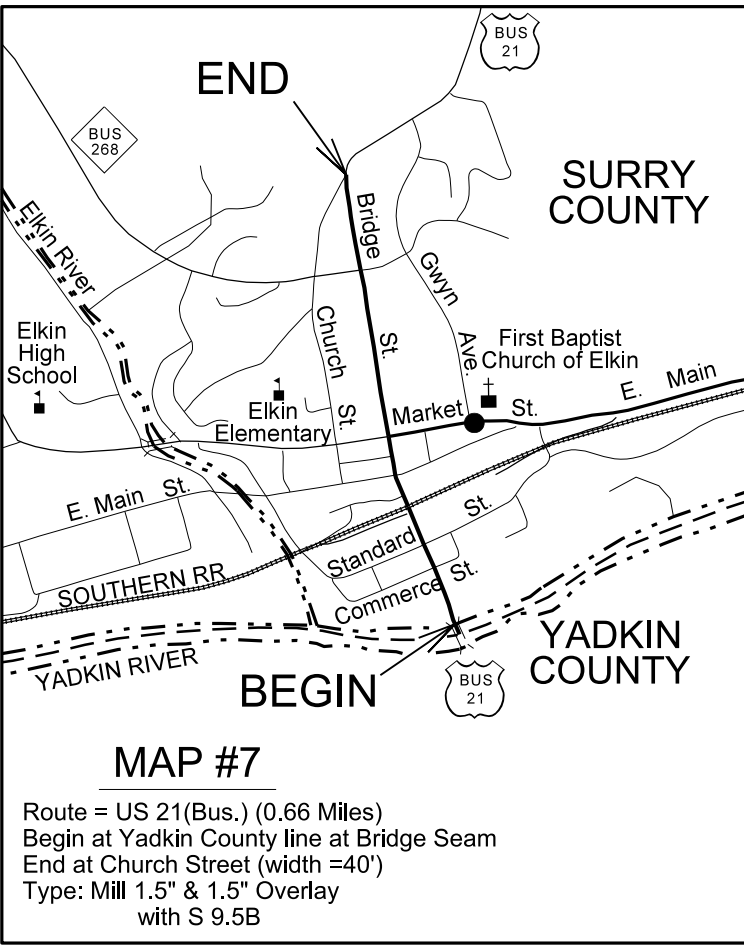 BUS
21
END
BUS
268
SURRY
COUNTY
Elkin River
Bridge
St.
Gwyn
Ave.
Church
St.
Elkin
High
School
First Baptist
Church of Elkin
E. Main
Elkin
Elementary
Market St.
E. Main St.
Standard St.
SOUTHERN RR
Commerce St.
YADKIN
COUNTY
YADKIN RIVER
BEGIN
BUS
21
MAP #7
Route = US 21(Bus.) (0.66 Miles)
Begin at Yadkin County line at Bridge Seam
End at Church Street (width =40')
Type: Mill 1.5" & 1.5" Overlay
with S 9.5B